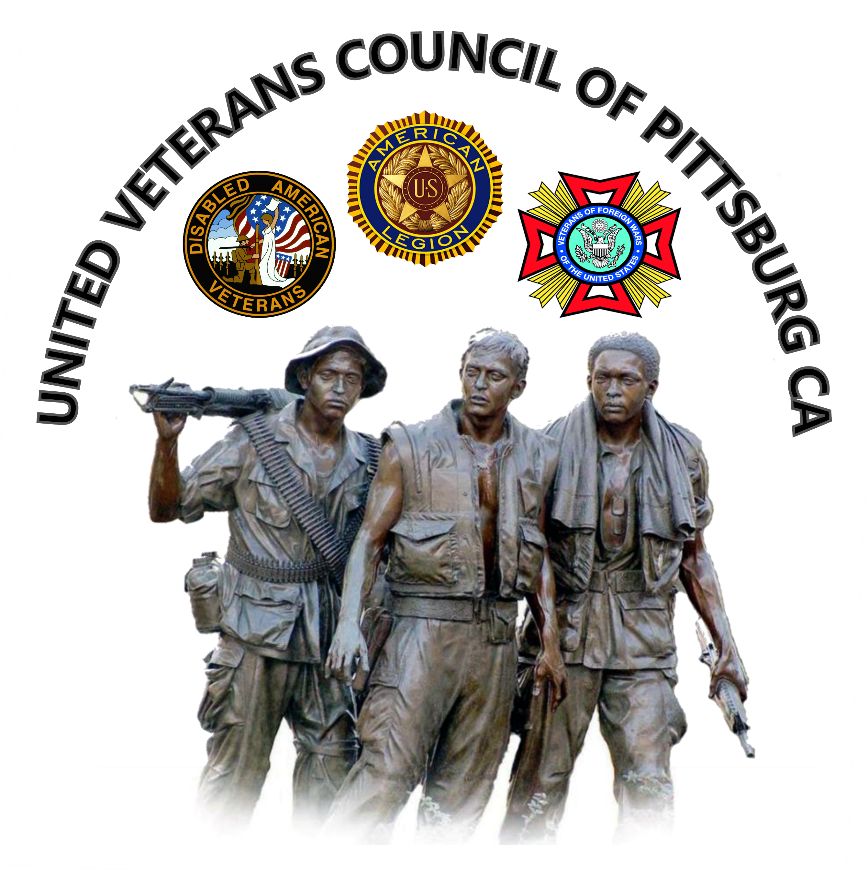 UNITED VETERANS COUNCIL OF PITTSBURG CA
DISABLED AMERICAN
VETERANS
AMERICAN
U·S
LEGION
VETERANS OF FOREIGN WARS
OF THE UNITED STATES